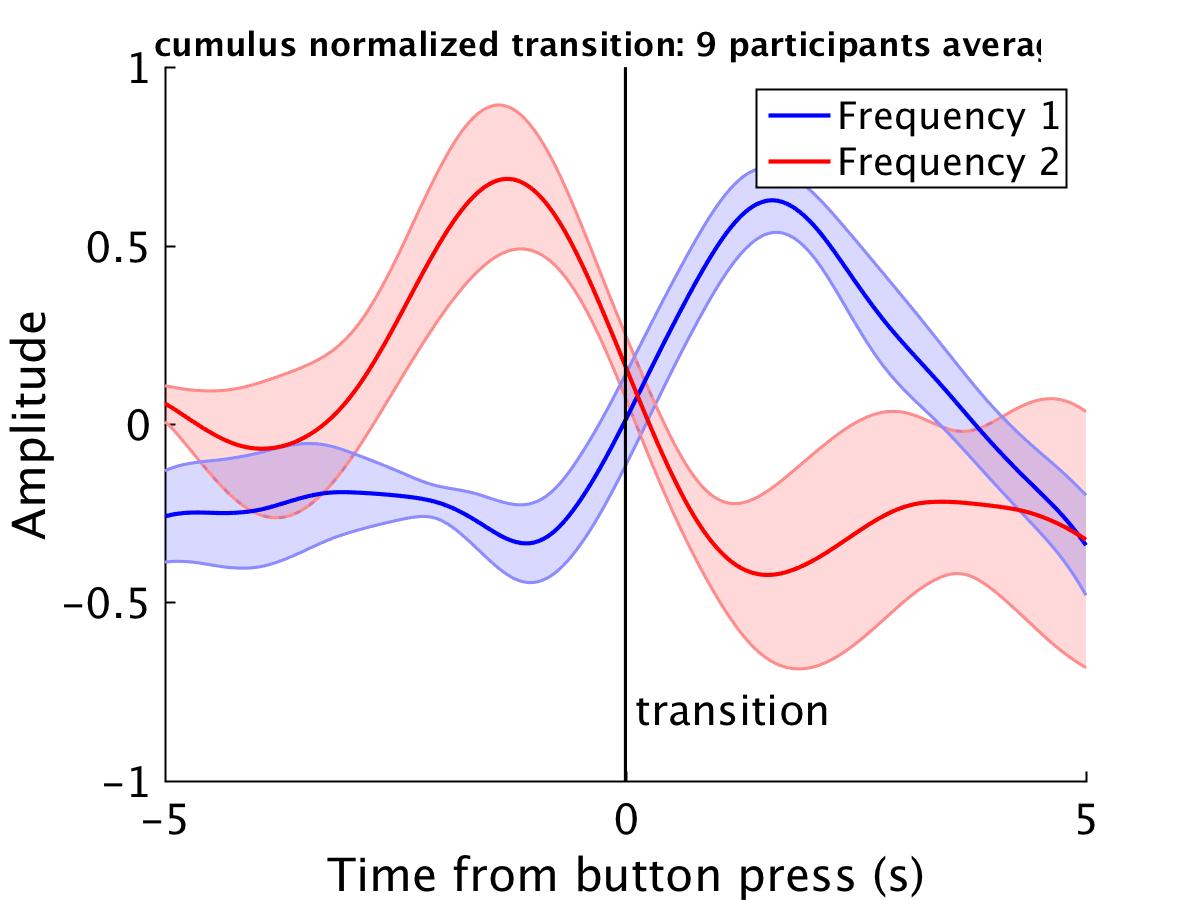 cumulus normalized transition: 9 participants averag
1
0.5
0
−0.5
−1
Amplitude
Frequency 1
Frequency 2
transition
−5
0
5
Time from button press (s)